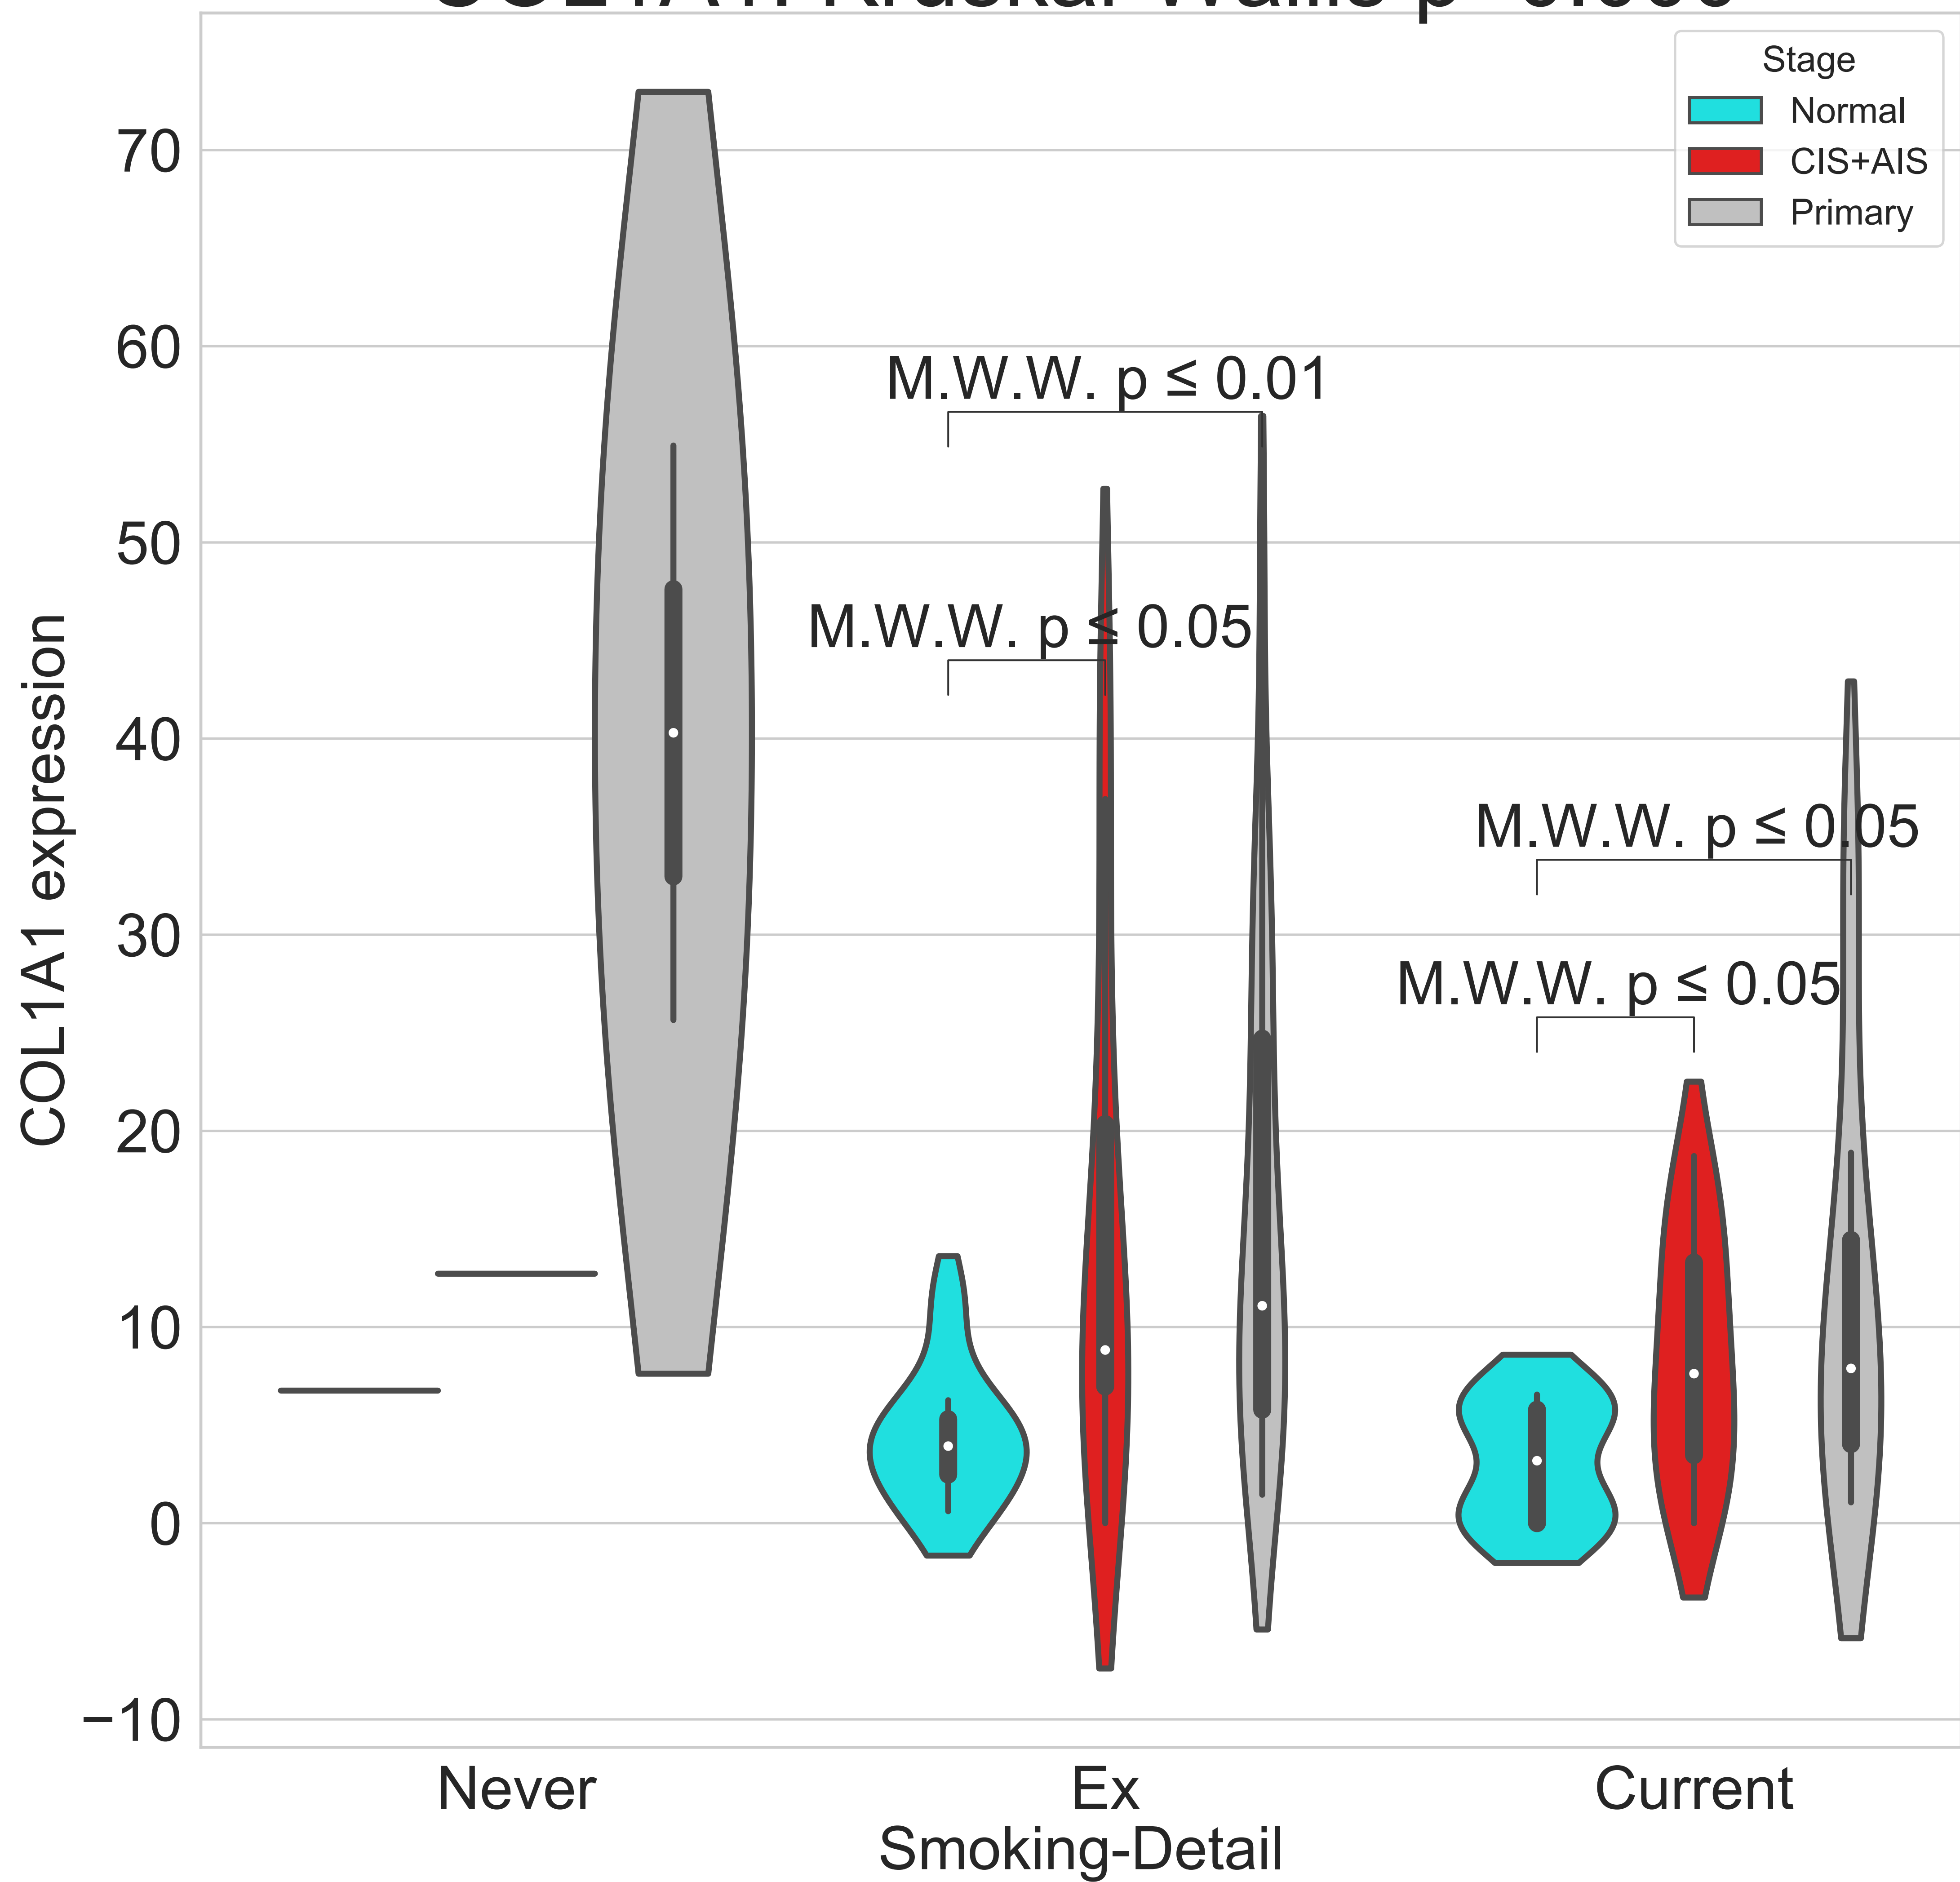 Stage
Normal
CIS+AIS
Primary
70
60
50
40
30
20
10
0
−10
COL1A1 expression
M.W.W. p ≤ 0.01
M.W.W. p ≤ 0.05
M.W.W. p ≤ 0.05
M.W.W. p ≤ 0.05
Never
Ex
Current
Smoking-Detail